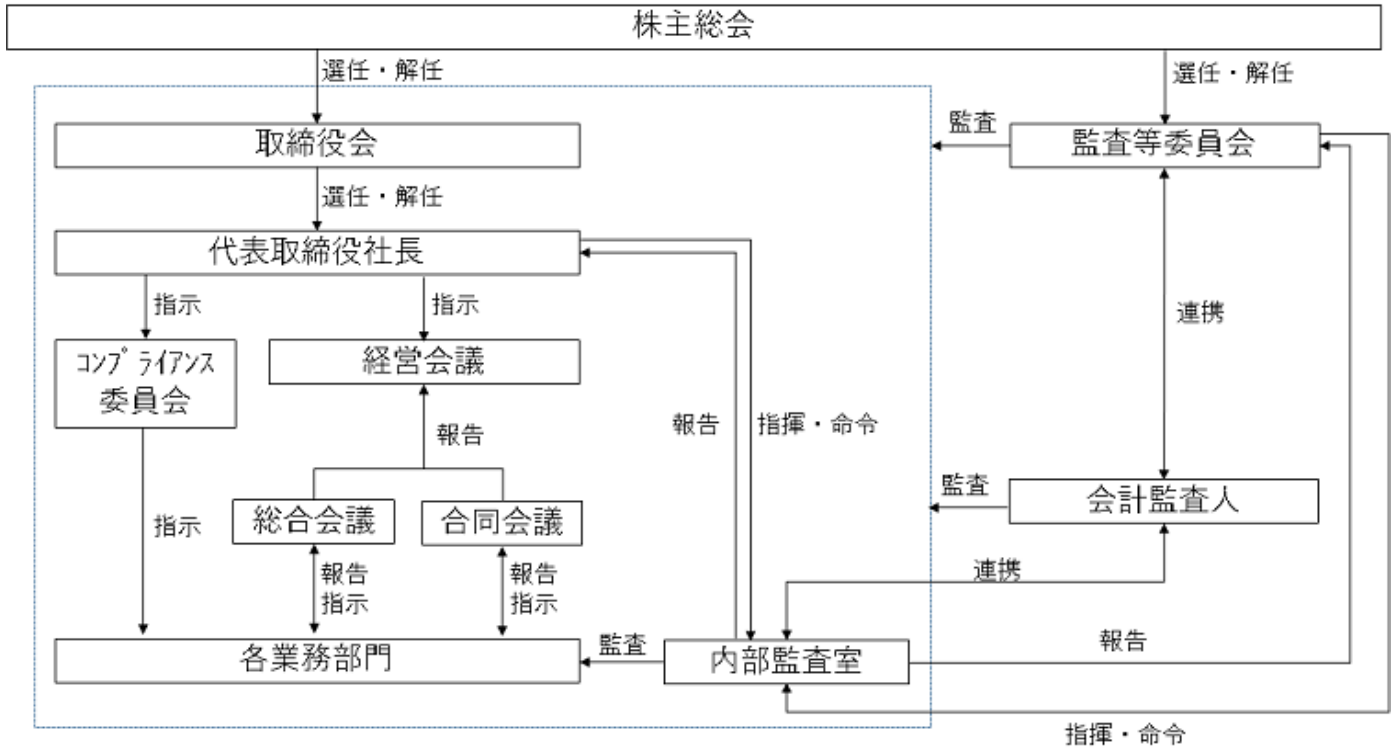 株主総会
選任・解任
選任・解任
取締役会
監査
監査等委員会
選任・解任
代表取締役社長
指示
指示
連携
コンプライアンス
委員会
経営会議
報告
報告
指揮・命令
監査
会計監査人
総合会議
合同会議
指示
報告
指示
報告
指示
連携
各業務部門
監査
内部監査室
報告
指揮・命令